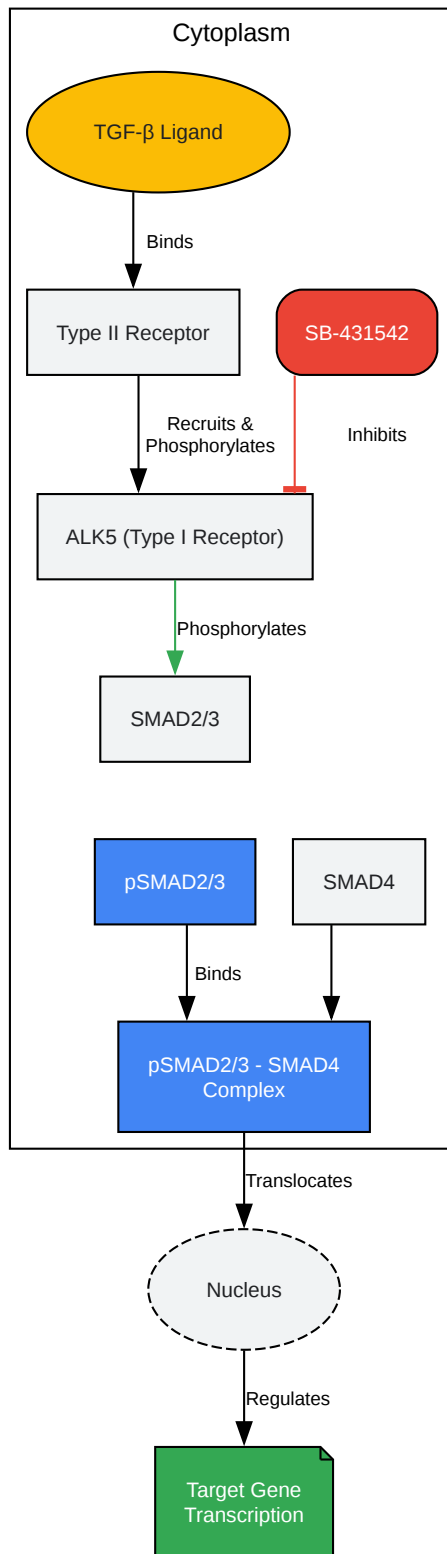 Cytoplasm
TGF-β Ligand
Binds
Type II Receptor
SB-431542
Recruits &
Phosphorylates
Inhibits
ALK5 (Type I Receptor)
Phosphorylates
SMAD2/3
pSMAD2/3
SMAD4
Binds
pSMAD2/3 - SMAD4
Complex
Translocates
Nucleus
Regulates
Target Gene
Transcription